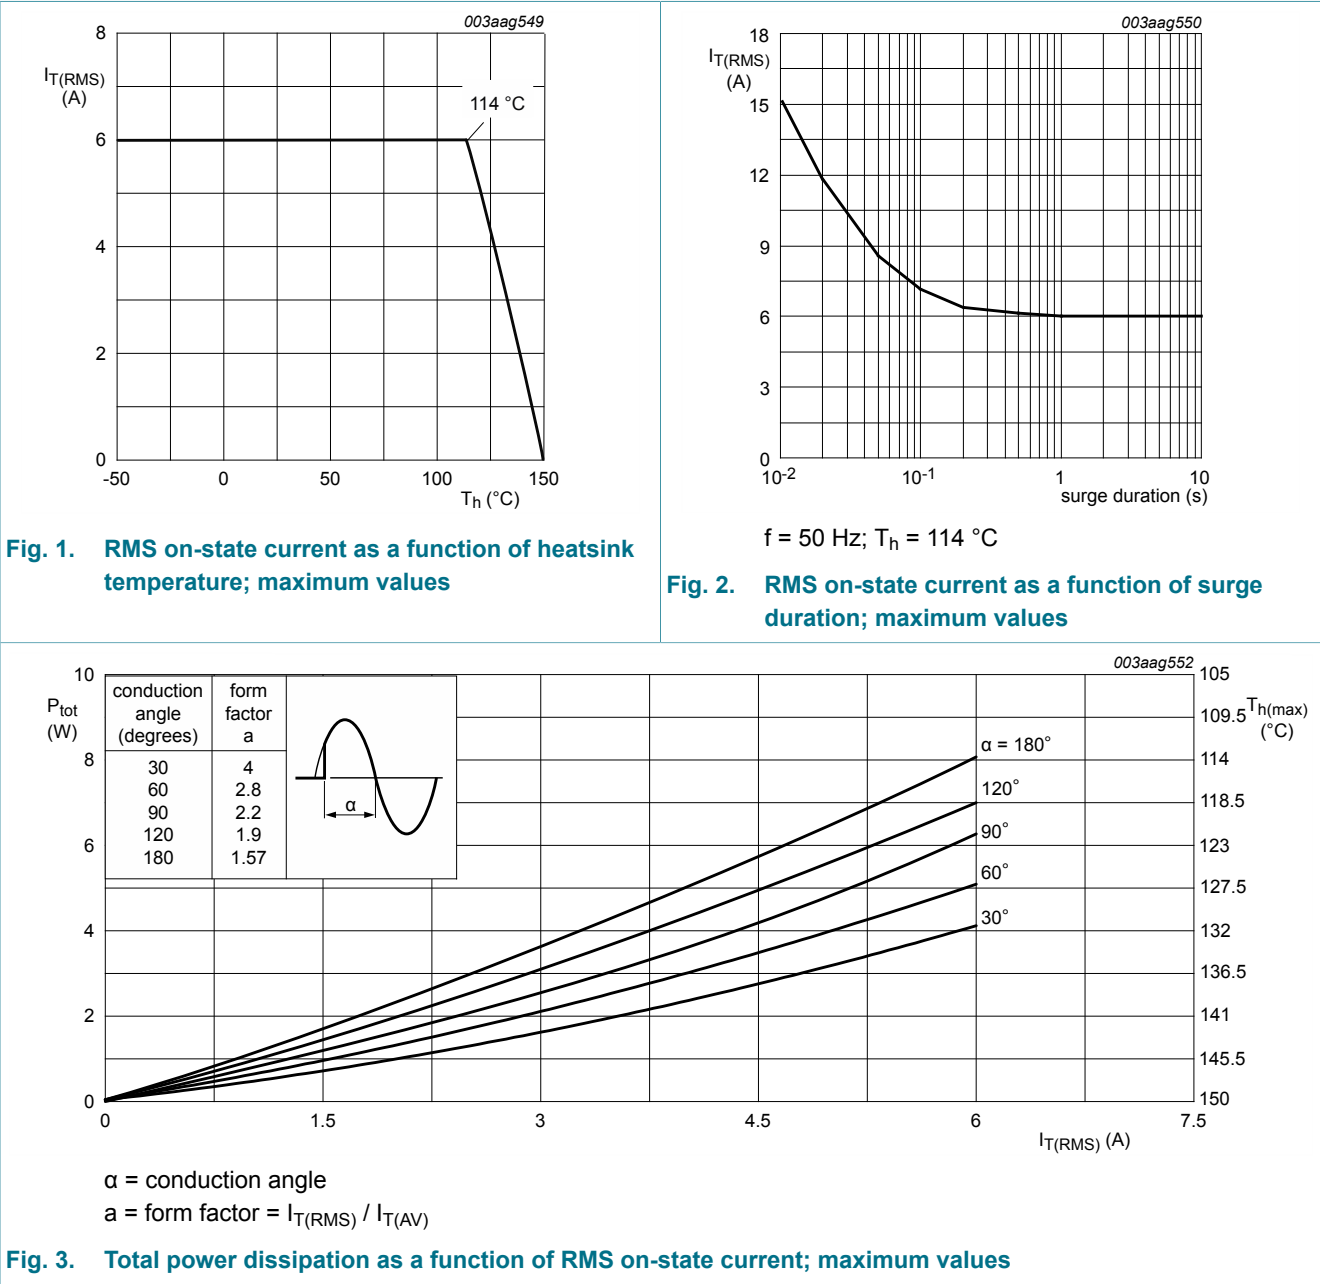 003aag549
8
IT(RMS)
(A)
114 °C
6
4
2
0
-50 0 50 100 150
Th (°C)
Fig. 1. RMS on-state current as a function of heatsink
temperature; maximum values
003aag550
18
IT(RMS)
(A)
15
12
9
6
3
0
10-2 10-1 1 10
surge duration (s)
f = 50 Hz; Th = 114 °C
Fig. 2. RMS on-state current as a function of surge
duration; maximum values
003aag552
10
Ptot
(W)
8
6
4
2
0
conduction
angle
(degrees)
form
factor
a
30 4
60 2.8
90 2.2
120 1.9
180 1.57
α
α = 180°
120°
90°
60°
30°
105
109.5
Th(max)
(°C)
114
118.5
123
127.5
132
136.5
141
145.5
150
0 1.5 3 4.5 6 7.5
IT(RMS) (A)
α = conduction angle
a = form factor = IT(RMS) / IT(AV)
Fig. 3. Total power dissipation as a function of RMS on-state current; maximum values